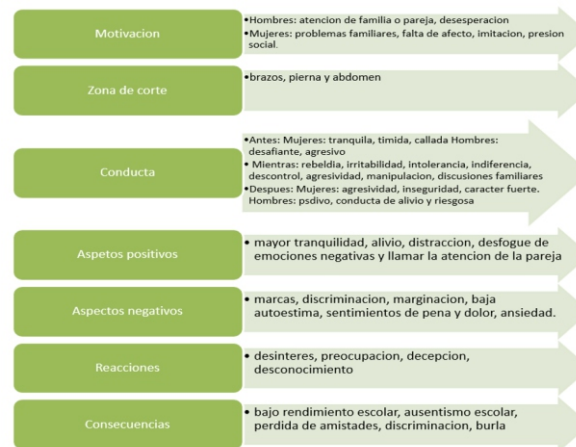 Motivacion
•Hombres: atencion de familia o pareja, desesperacion
•Mujeres: problemas familiares, falta de afecto, imitacion, presion
social.
Zona de corte
•brazos, pierna y abdomen
Conducta
•Antes: Mujeres: tranquila, timida, callada Hombres:
desafiante, agresivo
• Mientras: rebeldia, irritabilidad, intolerancia, indiferencia,
descontrol, agresividad, manipulacion, discusiones familiares
•Despues: Mujeres: agresividad, inseguridad, caracter fuerte.
Hombres: psdivo, conducta de alivio y riesgosa
Aspetos positivos
• mayor tranquilidad, alivio, distraccion, desfogue de
emociones negativas y llamar la atencion de la pareja
Aspectos negativos
• marcas, discriminacion, marginacion, baja
autoestima, sentimientos de pena y dolor, ansiedad.
Reacciones
• desinteres, preocupacion, decepcion,
desconocimiento
Consecuencias
• bajo rendimiento escolar, ausentismo escolar,
perdida de amistades, discriminacion, burla